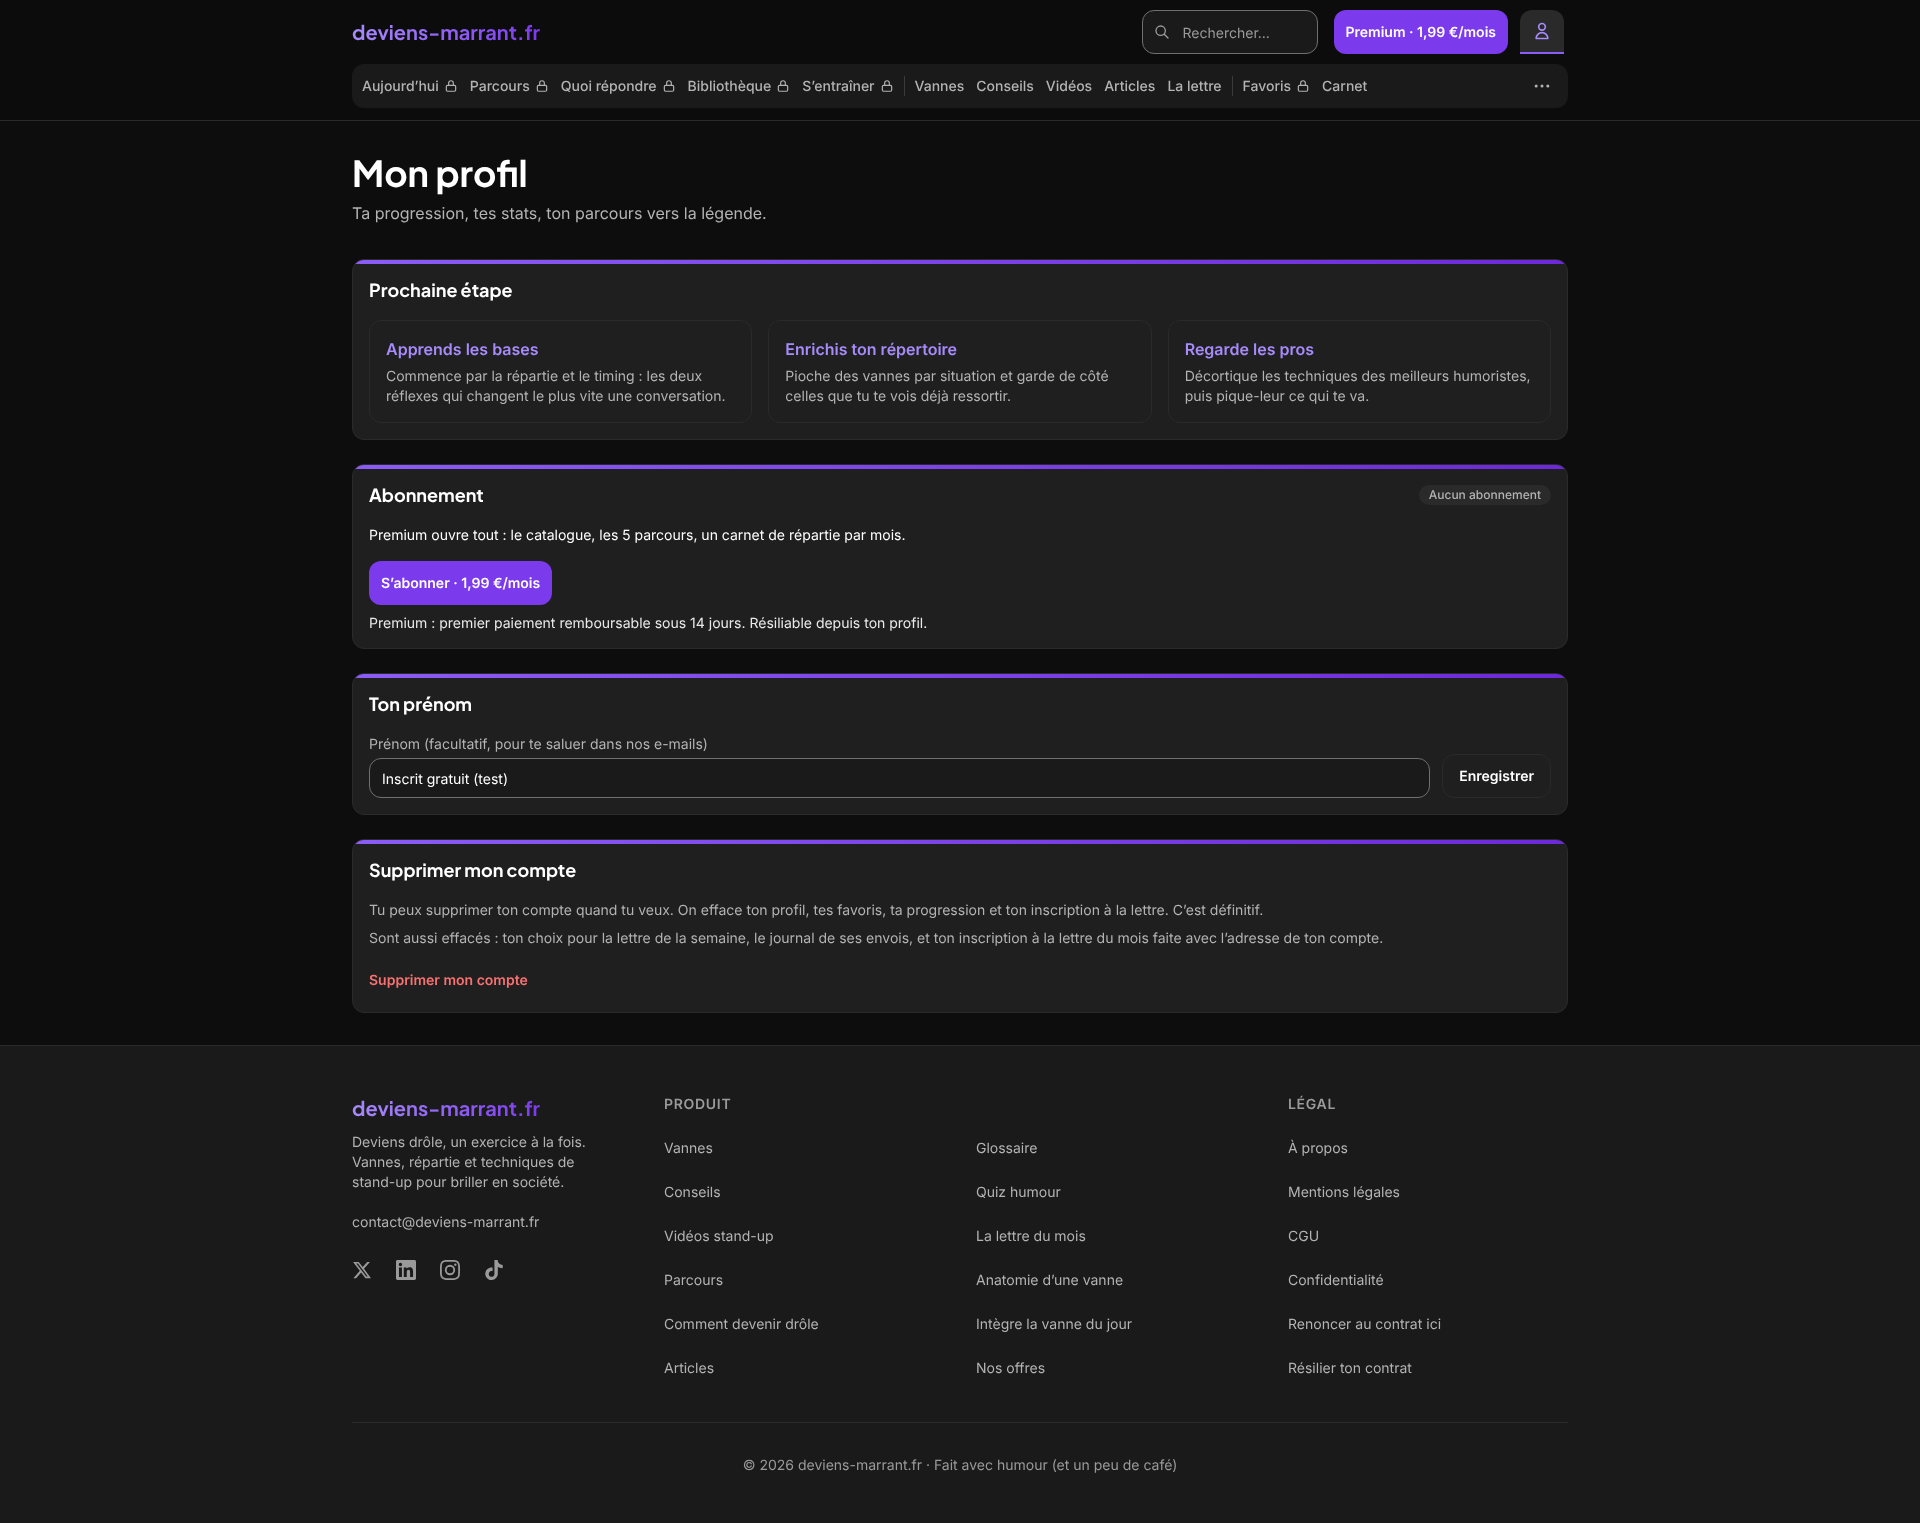 deviens-marrant.fr
Rechercher...
Premium · 1,99 €/mois
Aujourd’hui Parcours Quoi répondre Bibliothèque S’entraîner Vannes Conseils Vidéos Articles La lettre Favoris Carnet
Mon profil
Ta progression, tes stats, ton parcours vers la légende.
Prochaine étape
Apprends les bases
Commence par la répartie et le timing : les deux
réflexes qui changent le plus vite une conversation.
Enrichis ton répertoire
Pioche des vannes par situation et garde de côté
celles que tu te vois déjà ressortir.
Regarde les pros
Décortique les techniques des meilleurs humoristes,
puis pique-leur ce qui te va.
Abonnement
Aucun abonnement
Premium ouvre tout : le catalogue, les 5 parcours, un carnet de répartie par mois.
S’abonner · 1,99 €/mois
Premium : premier paiement remboursable sous 14 jours. Résiliable depuis ton profil.
Ton prénom
Prénom (facultatif, pour te saluer dans nos e-mails)
Inscrit gratuit (test)
Enregistrer
Supprimer mon compte
Tu peux supprimer ton compte quand tu veux. On efface ton profil, tes favoris, ta progression et ton inscription à la lettre. C’est définitif.
Sont aussi effacés : ton choix pour la lettre de la semaine, le journal de ses envois, et ton inscription à la lettre du mois faite avec l’adresse de ton compte.
Supprimer mon compte
deviens-marrant.fr
Deviens drôle, un exercice à la fois.
Vannes, répartie et techniques de
stand-up pour briller en société.
contact@deviens-marrant.fr
PRODUIT
Vannes
Conseils
Vidéos stand-up
Parcours
Comment devenir drôle
Articles
Glossaire
Quiz humour
La lettre du mois
Anatomie d’une vanne
Intègre la vanne du jour
Nos offres
LÉGAL
À propos
Mentions légales
CGU
Confidentialité
Renoncer au contrat ici
Résilier ton contrat
© 2026 deviens-marrant.fr · Fait avec humour (et un peu de café)